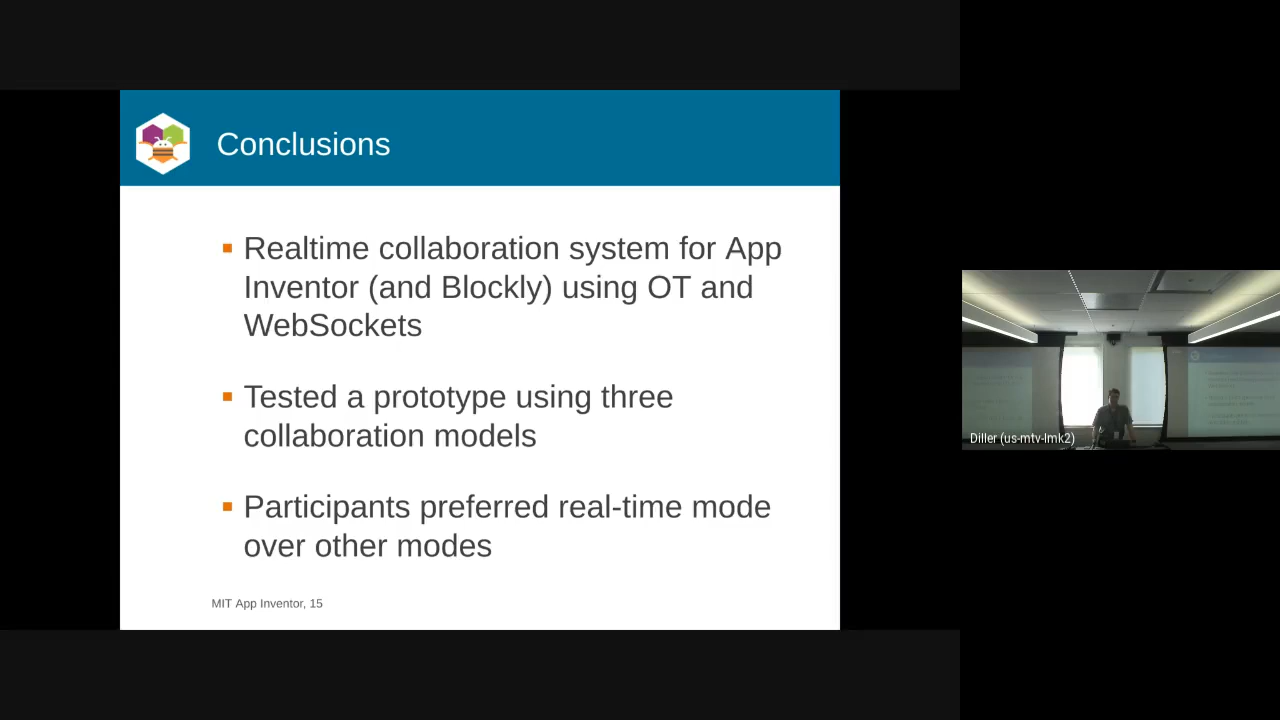 Conclusions
Realtime collaboration system for App
Inventor (and Blockly) using OT and
WebSockets
Tested a prototype using three
collaboration models
Participants preferred real-time mode
over other modes
MIT App Inventor, 15
Diller (us-mtv-lmk2)